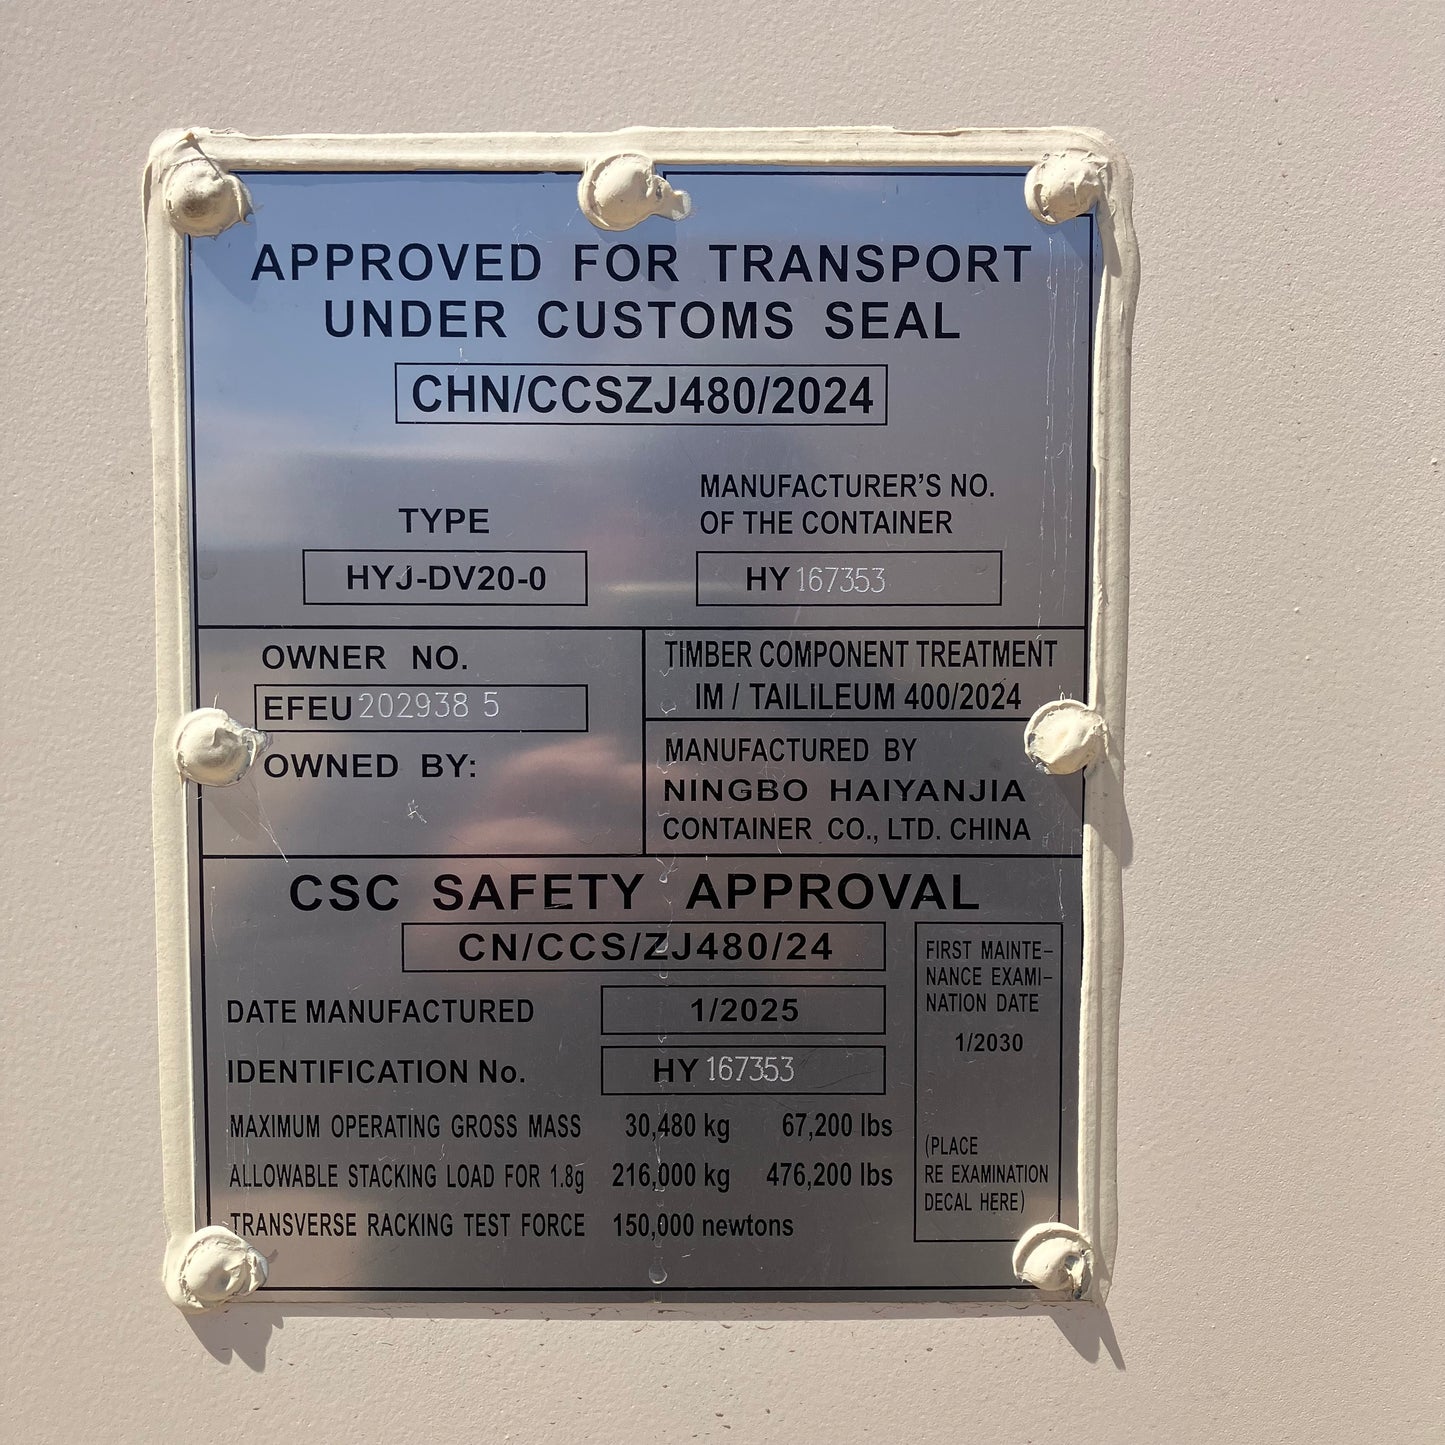 APPROVED FOR TRANSPORT
UNDER CUSTOMS SEAL
CHN/CCSZJ480/2024
TYPE
HYJ-DV20-0
MANUFACTURER'S NO.
OF THE CONTAINER
HY 167353
OWNER NO.
EFEU 202938 5
OWNED BY:
TIMBER COMPONENT TREATMENT
IM / TAILiLEUM 400/2024
MANUFACTURED BY
NINGBO HAIYANJIA
CONTAINER CO., LTD. CHINA
CSC SAFETY APPROVAL
CN/CCS/ZJ480/24
DATE MANUFACTURED 1/2025
IDENTIFICATION No. HY 167353
MAXIMUM OPERATING GROSS MASS 30,480 kg 67,200 lbs
ALLOWABLE STACKING LOAD FOR 1.8g 216,000 kg 476,200 lbs
TRANSVERSE RACKING TEST FORCE 150,000 newtons
FIRST MAINTE-
NANCE EXAMI-
NATION DATE
1/2030
(PLACE
RE EXAMINATION
DECAL HERE)